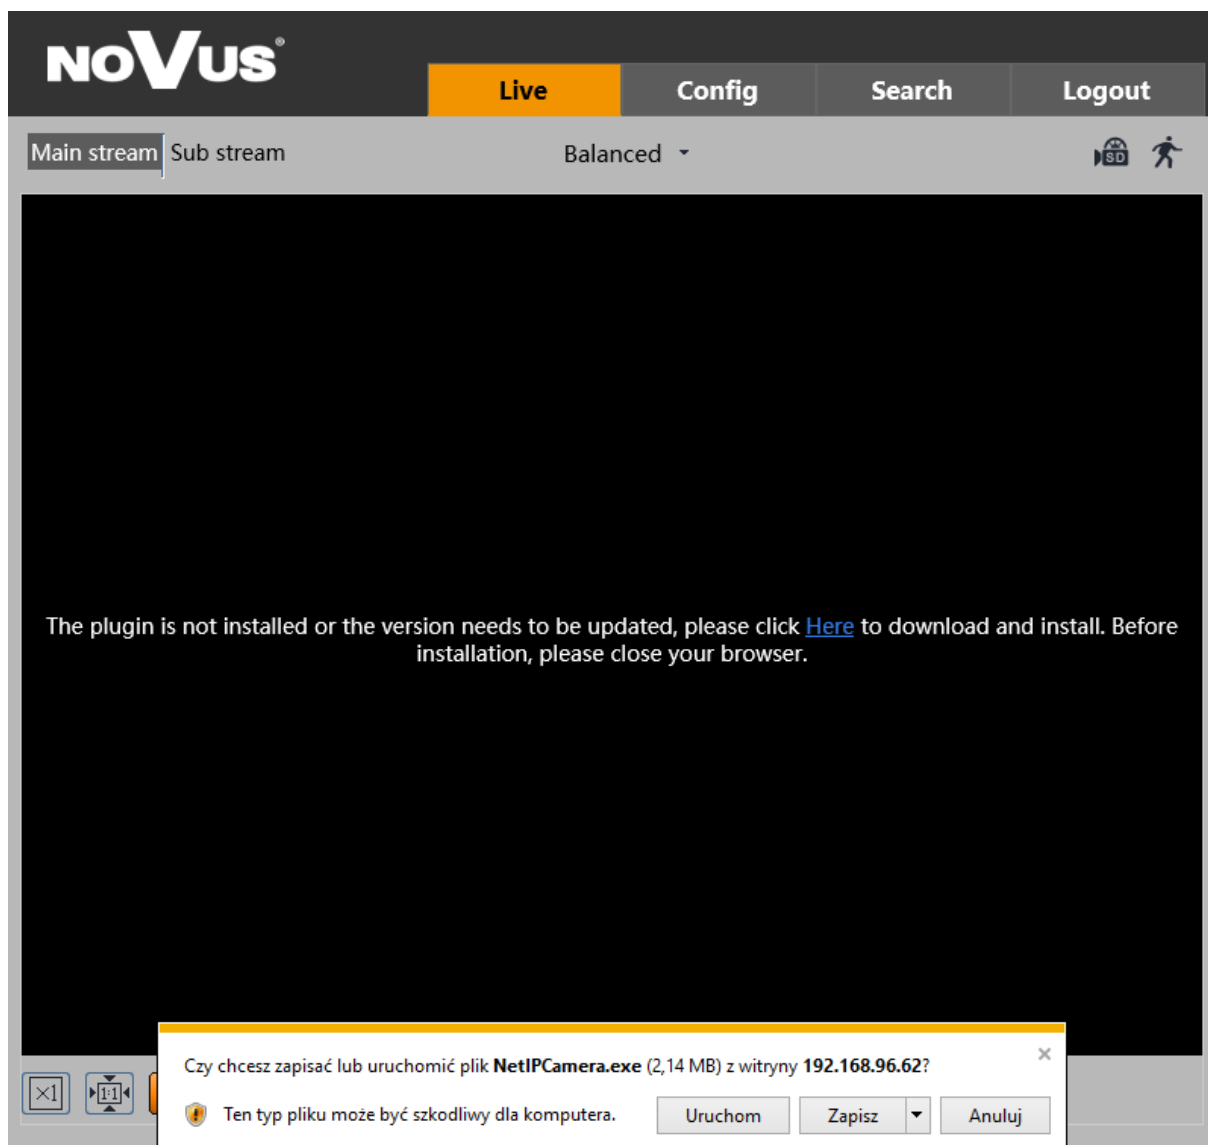 NOVUS®
Live Config Search Logout
Main stream Sub stream Balanced SD
The plugin is not installed or the version needs to be updated, please click Here to download and install. Before
installation, please close your browser.
Czy chcesz zapisać lub uruchomić plik NetIPCamera.exe (2,14 MB) z witryny 192.168.96.62?
×1 1:1 Ten typ pliku może być szkodliwy dla komputera. Uruchom Zapisz Anuluj